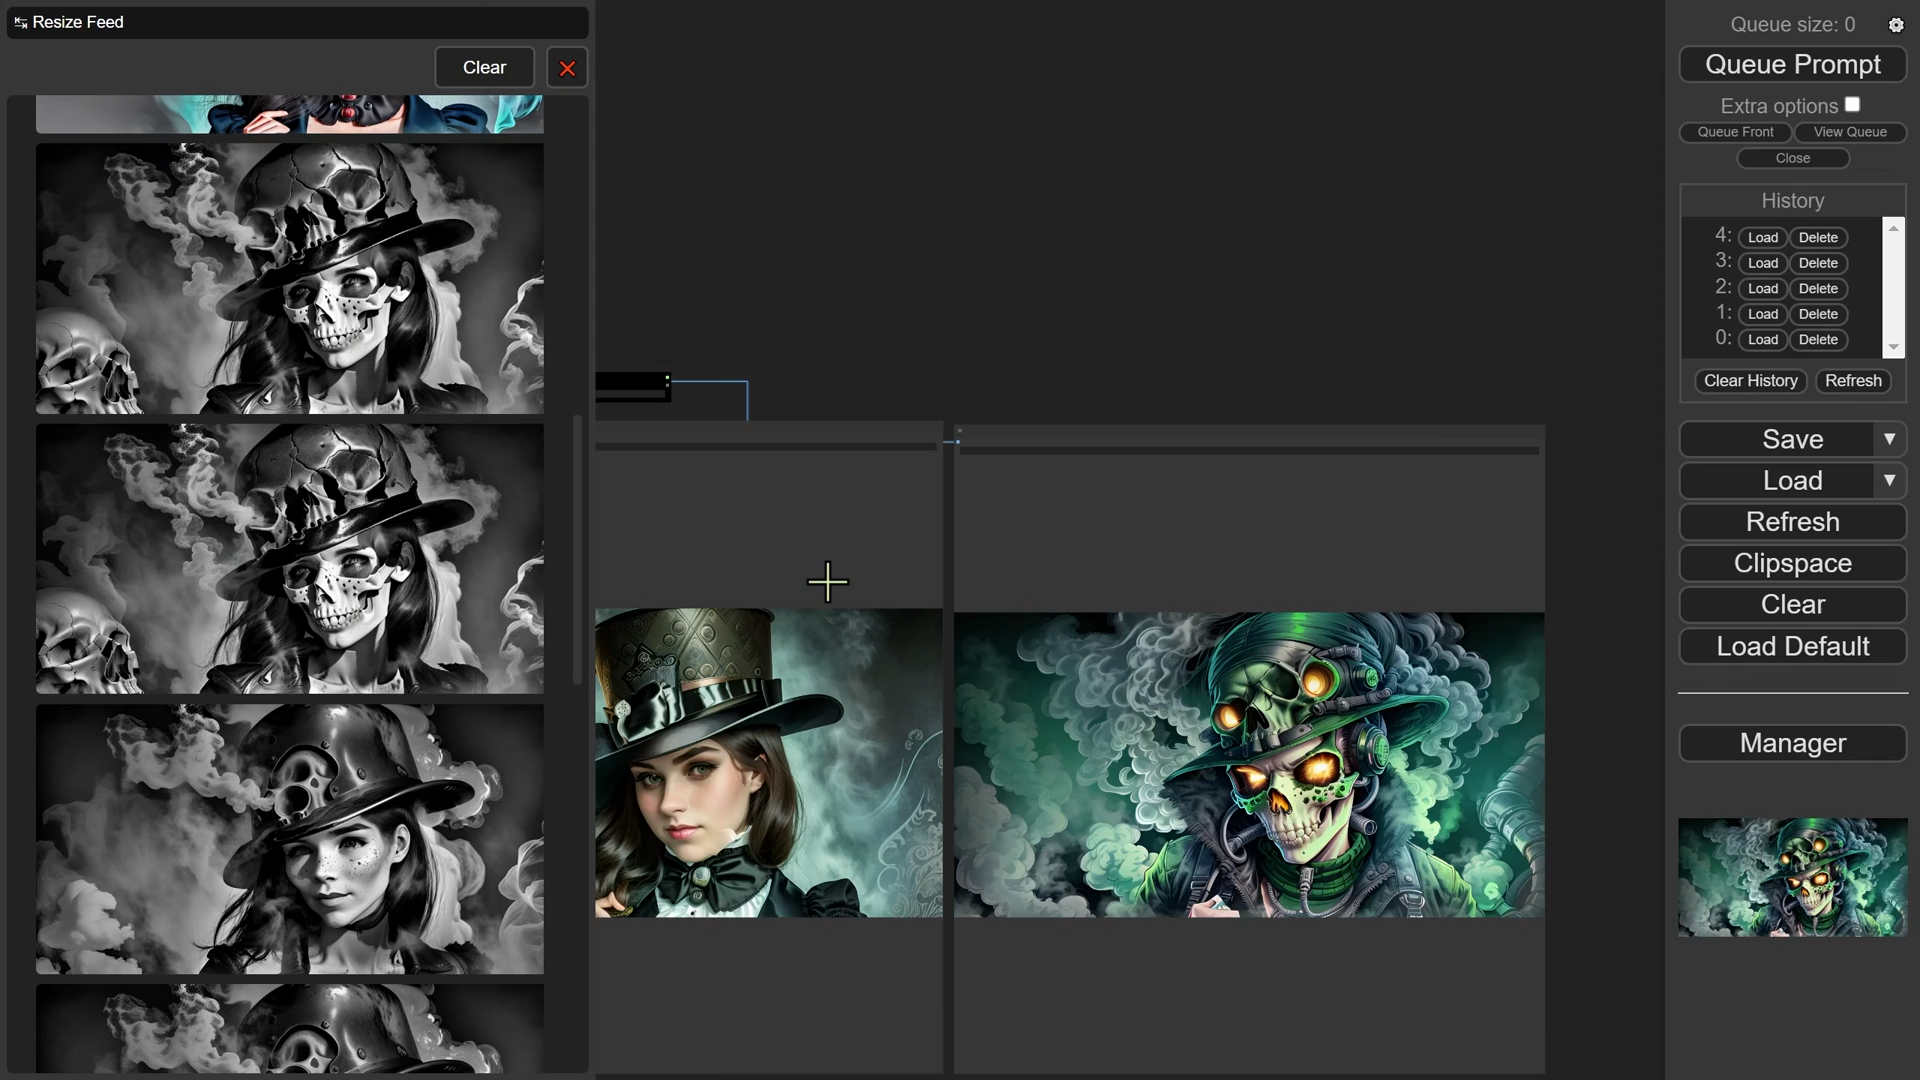 Resize Feed
Clear
Queue size: 0
Queue Prompt
Extra options
Queue Front View Queue
Close
History
4: Load Delete
3: Load Delete
2: Load Delete
1: Load Delete
0: Load Delete
Clear History Refresh
Save ▼
Load ▼
Refresh
Clipspace
Clear
Load Default
Manager